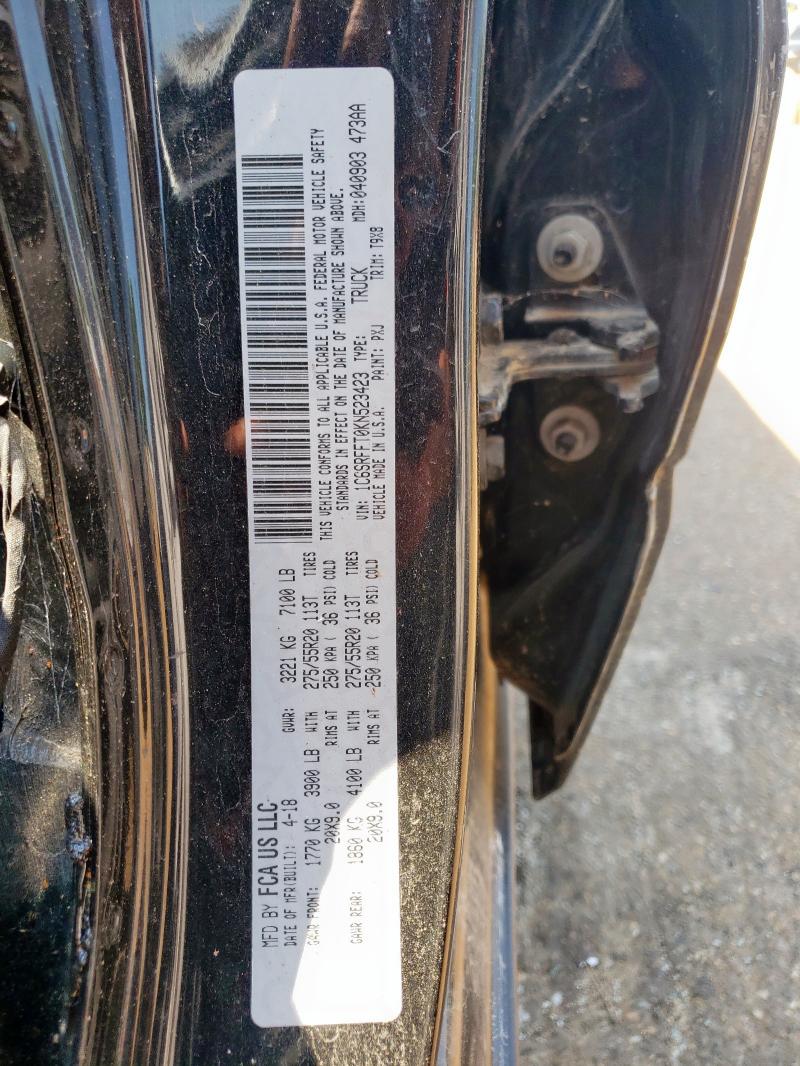 MFD BY FCA US LLC
DATE OF MFR(BUILT): 4-18 GVWR: 3221 KG 7100 LB
GAWR FRONT: 1770 KG 3900 LB WITH 275/55R20 113T TIRES
20X9.0 RIMS AT 250 KPA ( 36 PSI) COLD
GAWR REAR: 1860 KG 4100 LB WITH 275/55R20 113T TIRES
20X9.0 RIMS AT 250 KPA ( 36 PSI) COLD
THIS VEHICLE CONFORMS TO ALL APPLICABLE U.S.A. FEDERAL MOTOR VEHICLE SAFETY
STANDARDS IN EFFECT ON THE DATE OF MANUFACTURE SHOWN ABOVE.
VIN: 1C6SRFFT0KN523423 TYPE: TRUCK MDH:040903 473AA
VEHICLE MADE IN U.S.A. PAINT: PXJ TRIM: T9X8